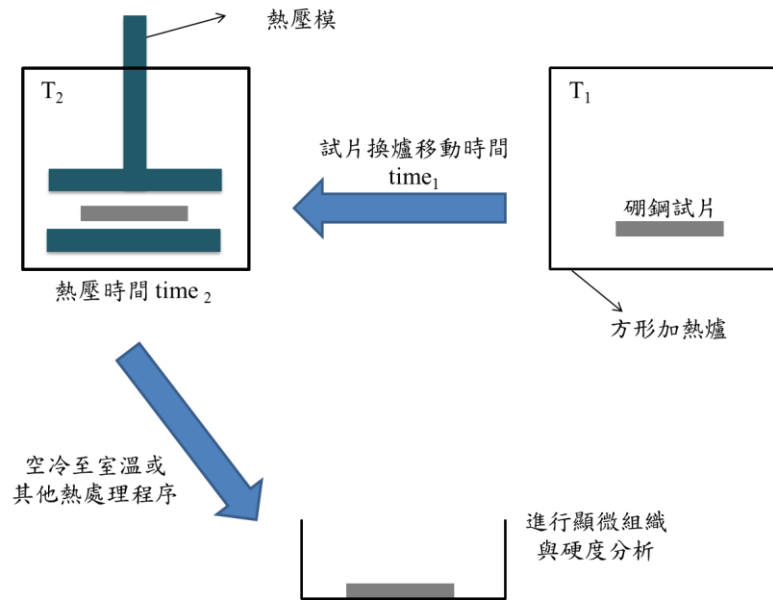 熱壓模
T₂
T₁
試片換爐移動時間
time₁
硼鋼試片
熱壓時間 time ₂
方形加熱爐
空冷至室溫或
其他熱處理程序
進行顯微組織
與硬度分析